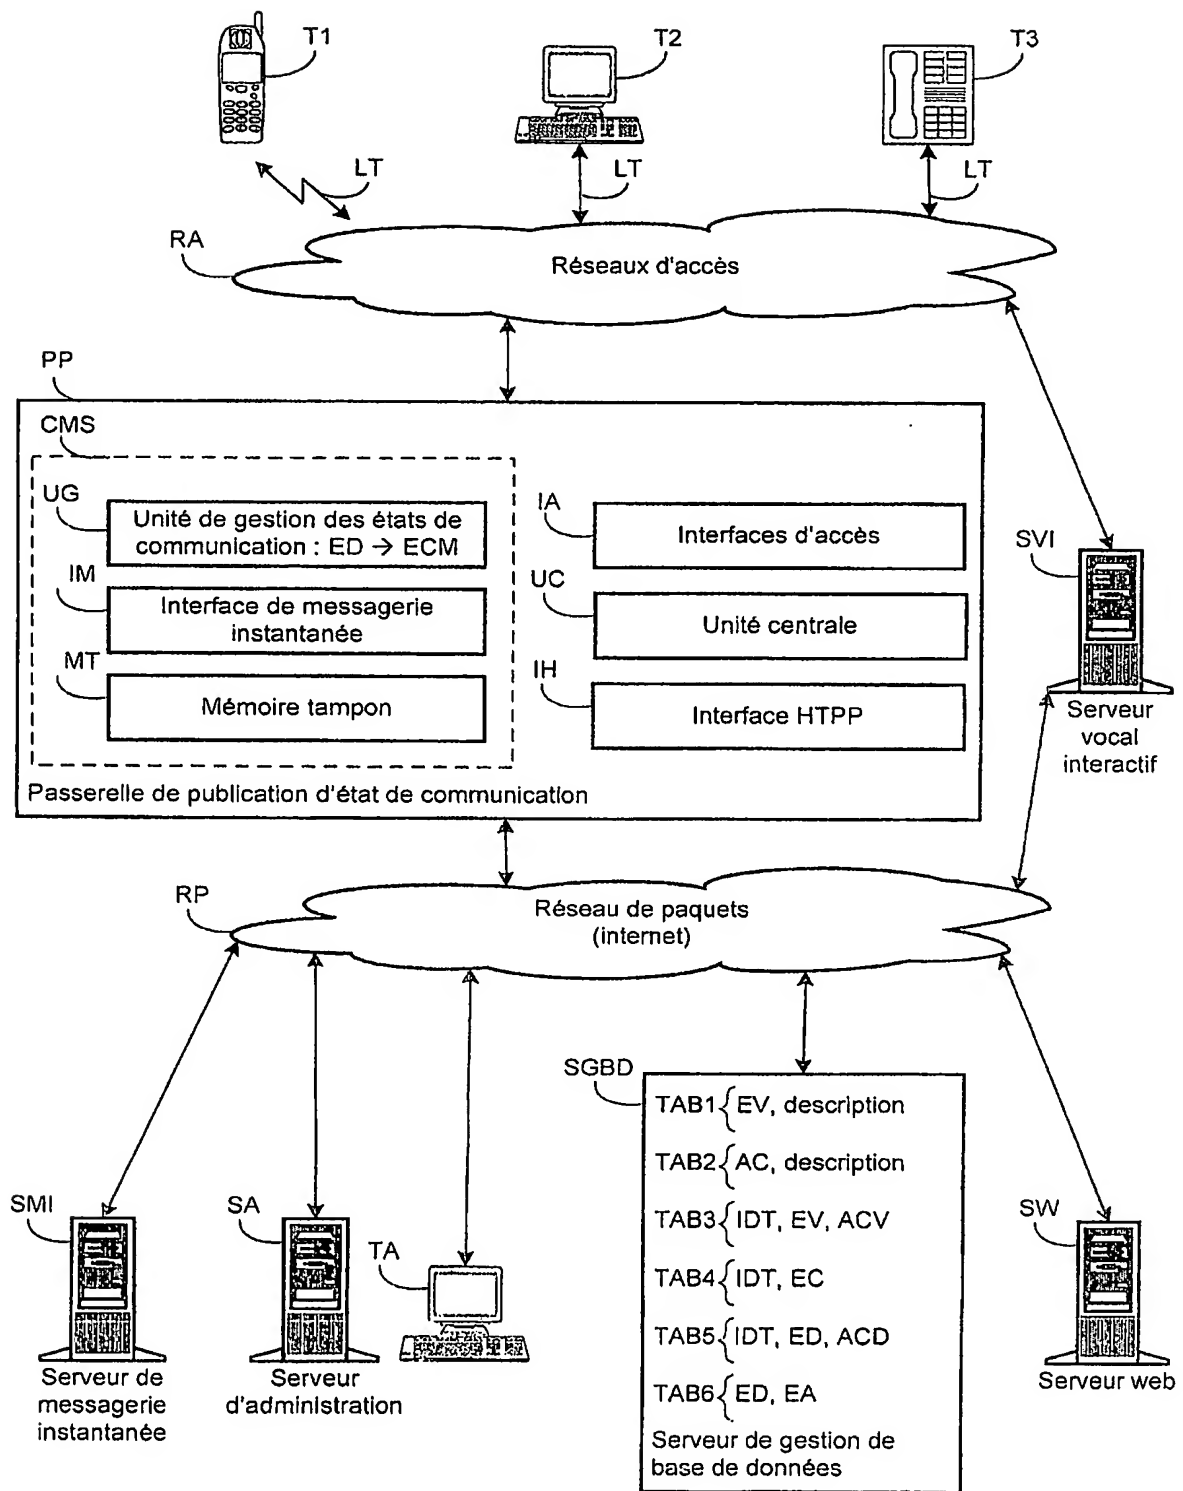 T1
T2
T3
LT
LT
LT
RA
Réseaux d'accès
PP
CMS
UG
Unité de gestion des états de
communication : ED → ECM
IM
Interface de messagerie
instantanée
MT
Mémoire tampon
IA
Interfaces d'accès
UC
Unité centrale
IH
Interface HTPP
Passerelle de publication d'état de communication
SVI
Serveur
vocal
interactif
RP
Réseau de paquets
(internet)
SMI
Serveur de
messagerie
instantanée
SA
Serveur
d'administration
TA
SGBD
TAB1{ EV, description
TAB2{ AC, description
TAB3{ IDT, EV, ACV
TAB4{ IDT, EC
TAB5{ IDT, ED, ACD
TAB6{ ED, EA
Serveur de gestion de
base de données
SW
Serveur web